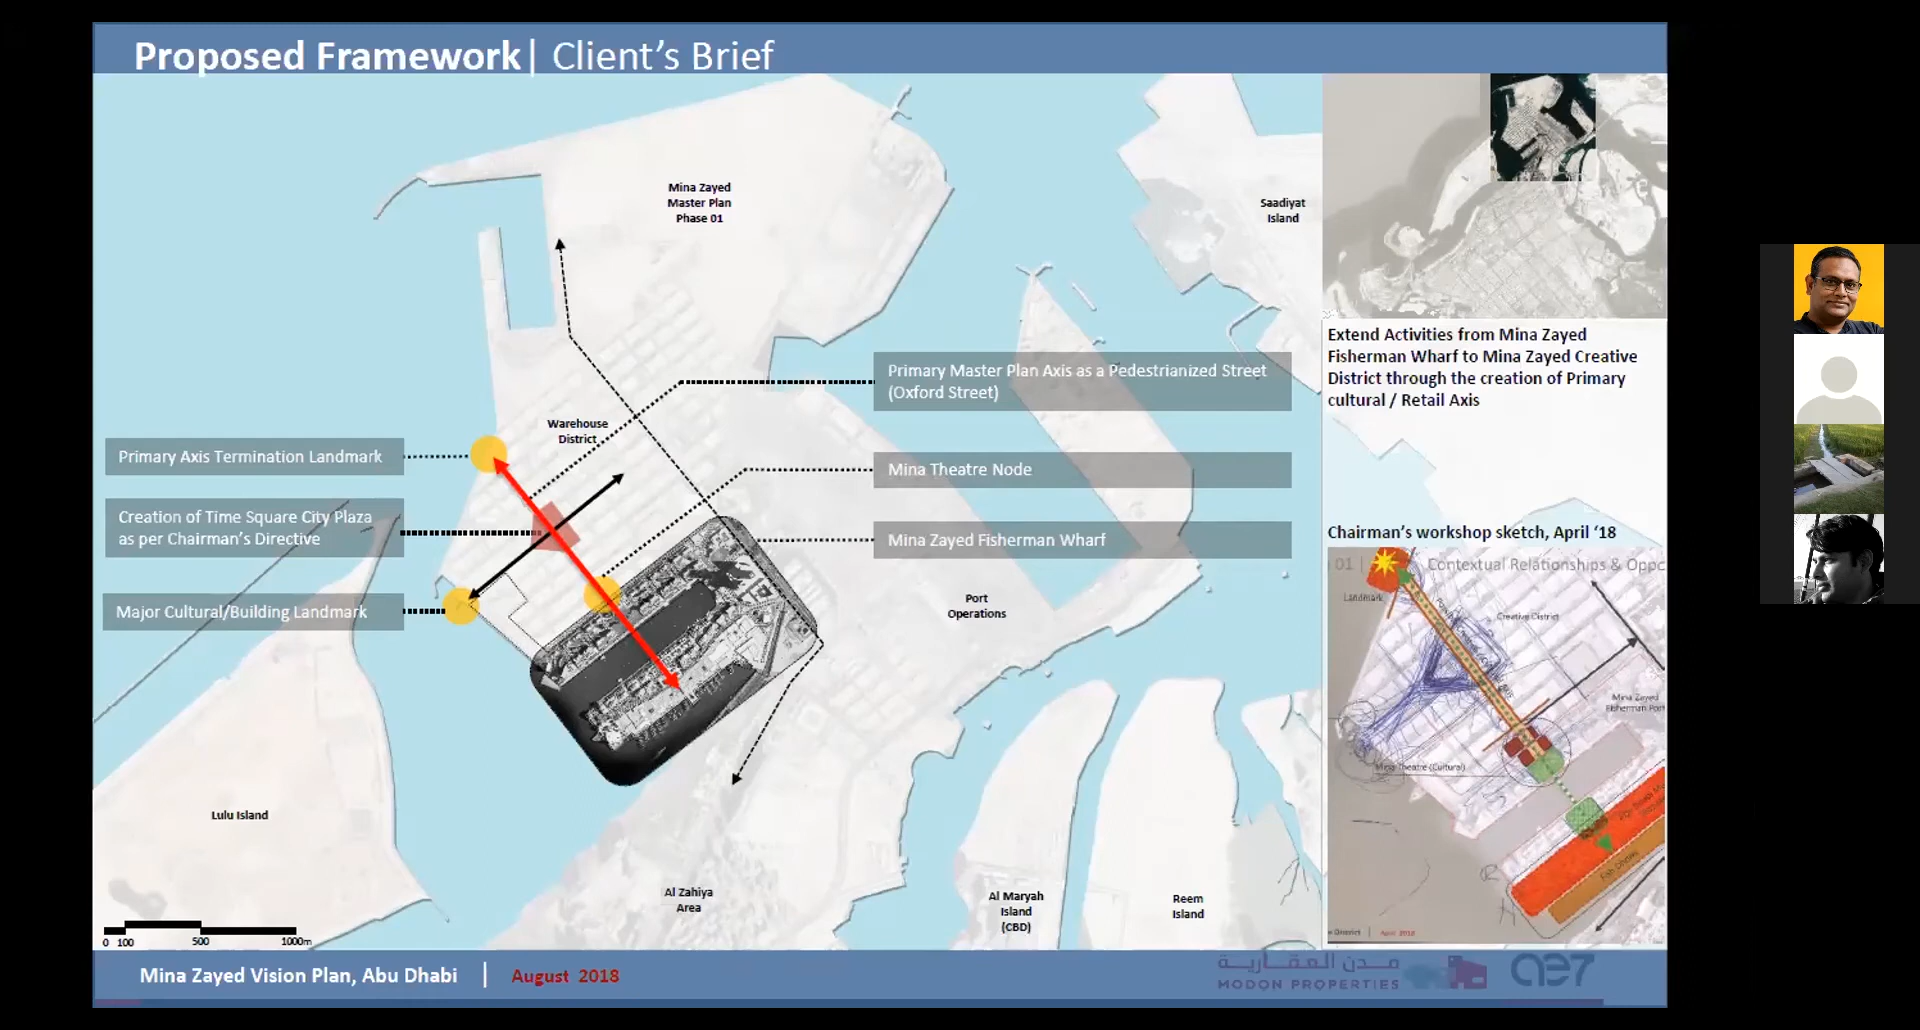 Proposed Framework| Client’s Brief
Mina Zayed
Master Plan
Phase 01
Saadiyat
Island
Warehouse
District
Primary Axis Termination Landmark
Creation of Time Square City Plaza
as per Chairman’s Directive
Major Cultural/Building Landmark
Primary Master Plan Axis as a Pedestrianized Street
(Oxford Street)
Mina Theatre Node
Mina Zayed Fisherman Wharf
Port
Operations
Lulu Island
Al Zahiya
Area
Al Maryah
Island
(CBD)
Reem
Island
0 100 500 1000m
Extend Activities from Mina Zayed
Fisherman Wharf to Mina Zayed Creative
District through the creation of Primary
cultural / Retail Axis
Chairman’s workshop sketch, April ‘18
01 | Contextual Relationships & Oppo
Landmark
Creative District
Mina Zayed
Fisherman Port
Mina Theatre (Cultural)
District | April 2018
Mina Zayed Vision Plan, Abu Dhabi | August 2018
مدن العقارية
MODON PROPERTIES
ae7